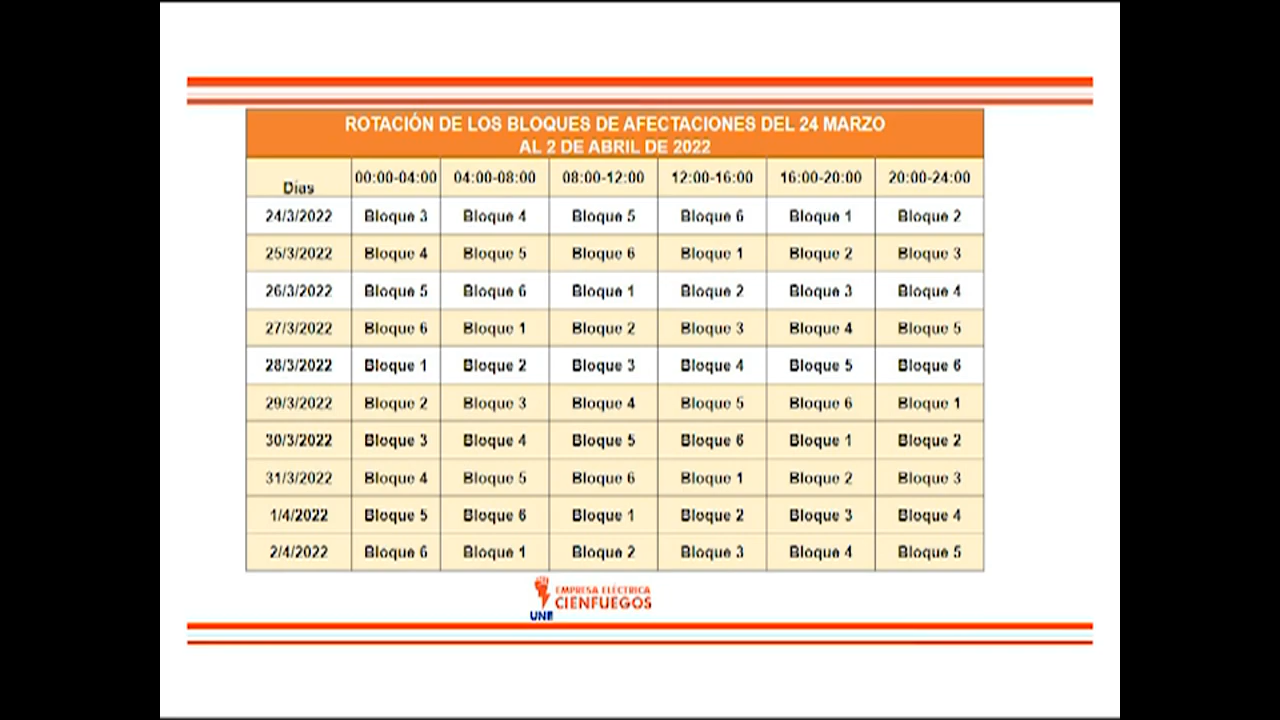 ROTACIÓN DE LOS BLOQUES DE AFECTACIONES DEL 24 MARZO
AL 2 DE ABRIL DE 2022
Días 00:00-04:00 04:00-08:00 08:00-12:00 12:00-16:00 16:00-20:00 20:00-24:00
24/3/2022 Bloque 3 Bloque 4 Bloque 5 Bloque 6 Bloque 1 Bloque 2
25/3/2022 Bloque 4 Bloque 5 Bloque 6 Bloque 1 Bloque 2 Bloque 3
26/3/2022 Bloque 5 Bloque 6 Bloque 1 Bloque 2 Bloque 3 Bloque 4
27/3/2022 Bloque 6 Bloque 1 Bloque 2 Bloque 3 Bloque 4 Bloque 5
28/3/2022 Bloque 1 Bloque 2 Bloque 3 Bloque 4 Bloque 5 Bloque 6
29/3/2022 Bloque 2 Bloque 3 Bloque 4 Bloque 5 Bloque 6 Bloque 1
30/3/2022 Bloque 3 Bloque 4 Bloque 5 Bloque 6 Bloque 1 Bloque 2
31/3/2022 Bloque 4 Bloque 5 Bloque 6 Bloque 1 Bloque 2 Bloque 3
1/4/2022 Bloque 5 Bloque 6 Bloque 1 Bloque 2 Bloque 3 Bloque 4
2/4/2022 Bloque 6 Bloque 1 Bloque 2 Bloque 3 Bloque 4 Bloque 5
EMPRESA ELÉCTRICA
CIENFUEGOS
UNE